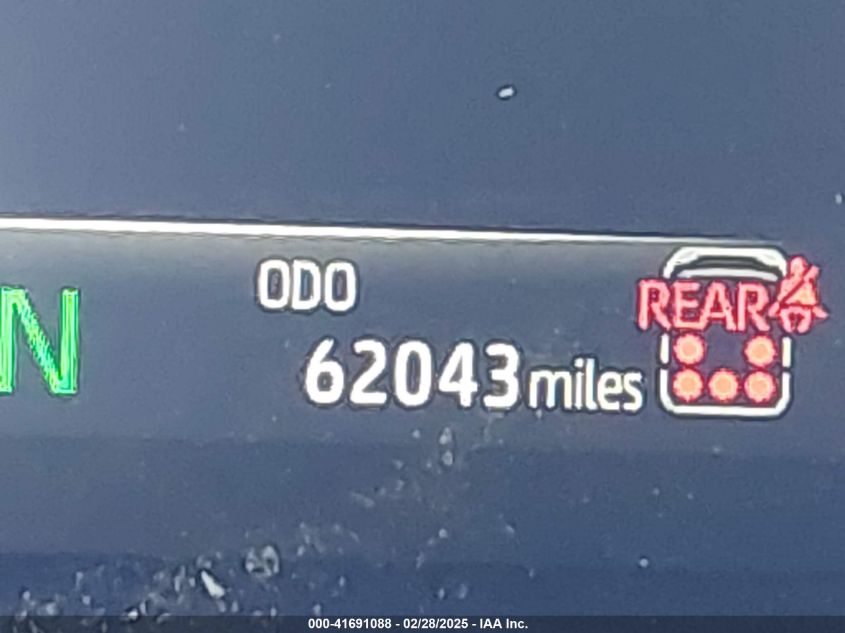 ODO
N
REAR
62043 miles
000-41691088 - 02/28/2025 - IAA Inc.